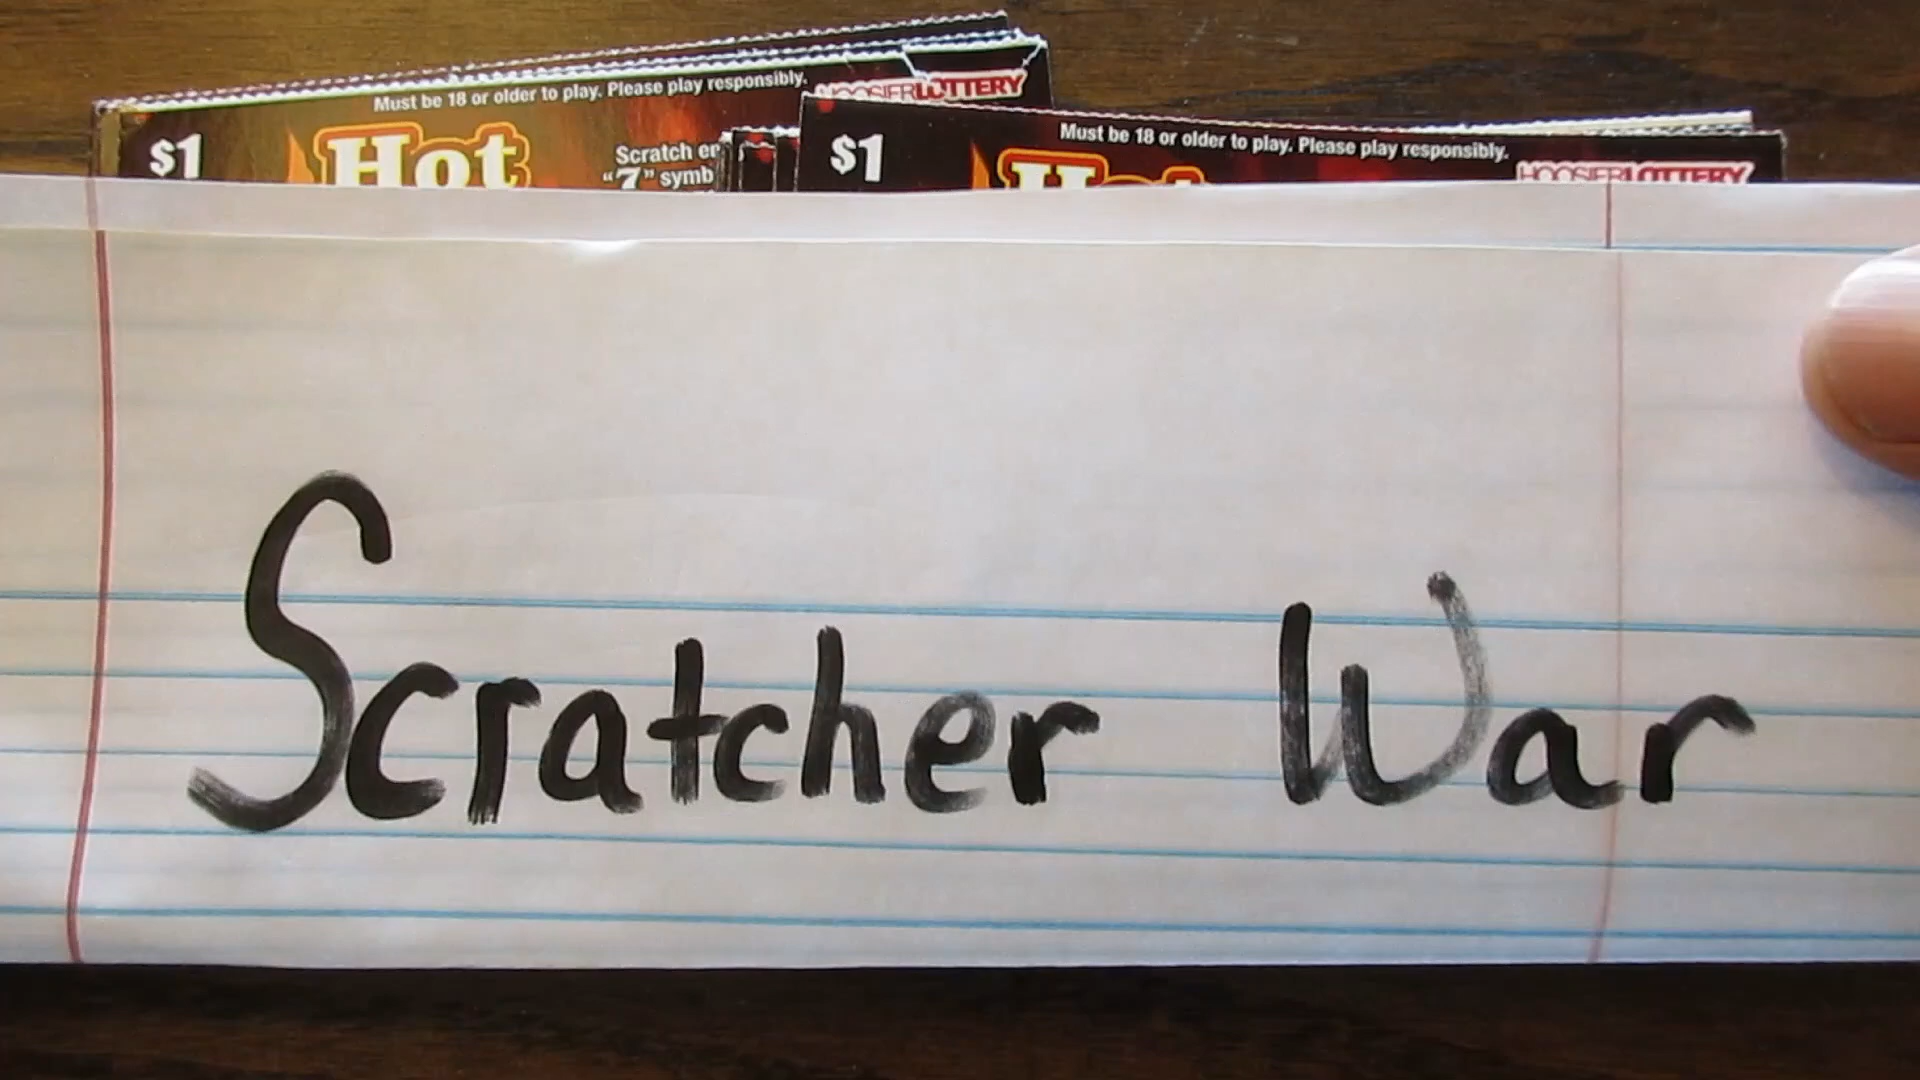 Must be 18 or older to play. Please play responsibly.
HOOSIER LOTTERY
$1
Hot
Scratch
"7" symb
Must be 18 or older to play. Please play responsibly.
HOOSIER LOTTERY
$1
Hot
Scratcher War